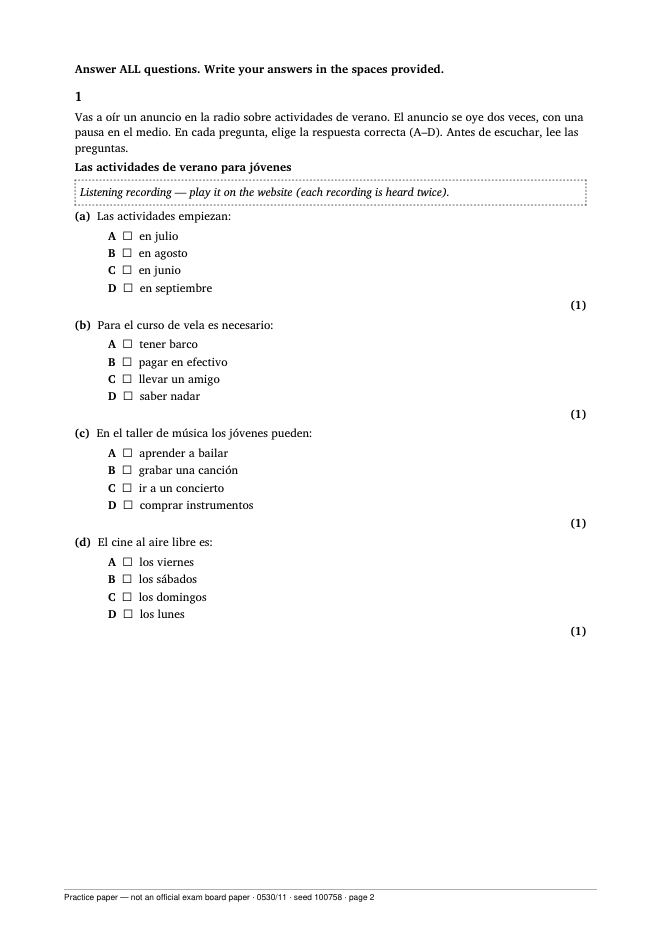 Answer ALL questions. Write your answers in the spaces provided.
1
Vas a oír un anuncio en la radio sobre actividades de verano. El anuncio se oye dos veces, con una
pausa en el medio. En cada pregunta, elige la respuesta correcta (A–D). Antes de escuchar, lee las
preguntas.
Las actividades de verano para jóvenes
Listening recording — play it on the website (each recording is heard twice).
(a) Las actividades empiezan:
A ☐ en julio
B ☐ en agosto
C ☐ en junio
D ☐ en septiembre
(1)
(b) Para el curso de vela es necesario:
A ☐ tener barco
B ☐ pagar en efectivo
C ☐ llevar un amigo
D ☐ saber nadar
(1)
(c) En el taller de música los jóvenes pueden:
A ☐ aprender a bailar
B ☐ grabar una canción
C ☐ ir a un concierto
D ☐ comprar instrumentos
(1)
(d) El cine al aire libre es:
A ☐ los viernes
B ☐ los sábados
C ☐ los domingos
D ☐ los lunes
(1)
Practice paper — not an official exam board paper · 0530/11 · seed 100758 · page 2